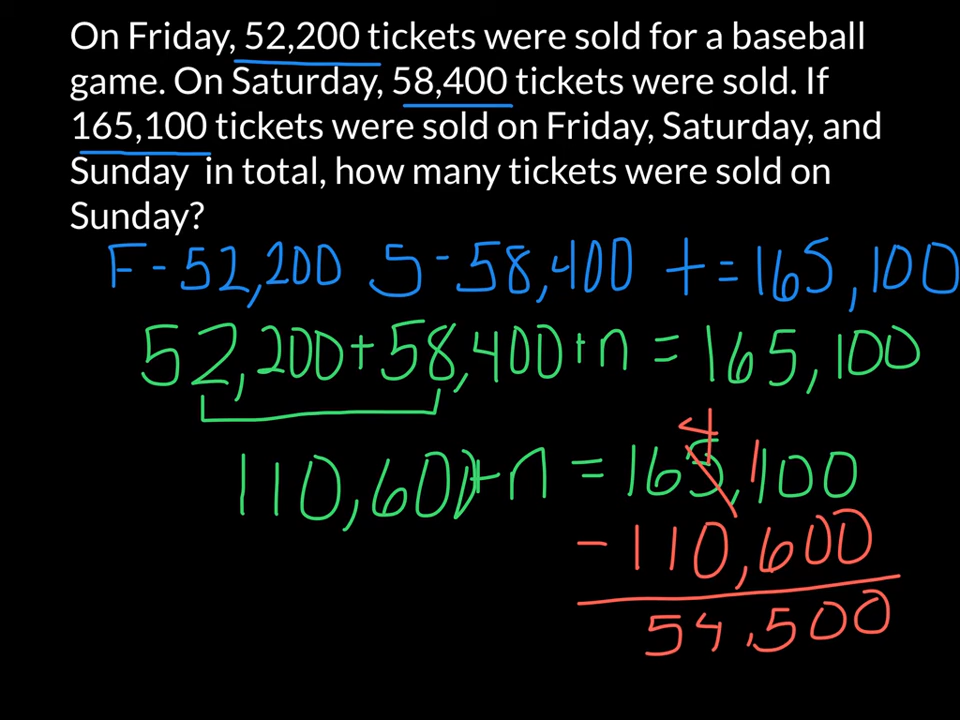 On Friday, 52,200 tickets were sold for a baseball
game. On Saturday, 58,400 tickets were sold. If
165,100 tickets were sold on Friday, Saturday, and
Sunday in total, how many tickets were sold on
Sunday?
F - 52,200 S - 58,400 t = 165,100
52,200 + 58,400 + n = 165,100
4
110,600 + n = 165,100
- 110,600
54,500